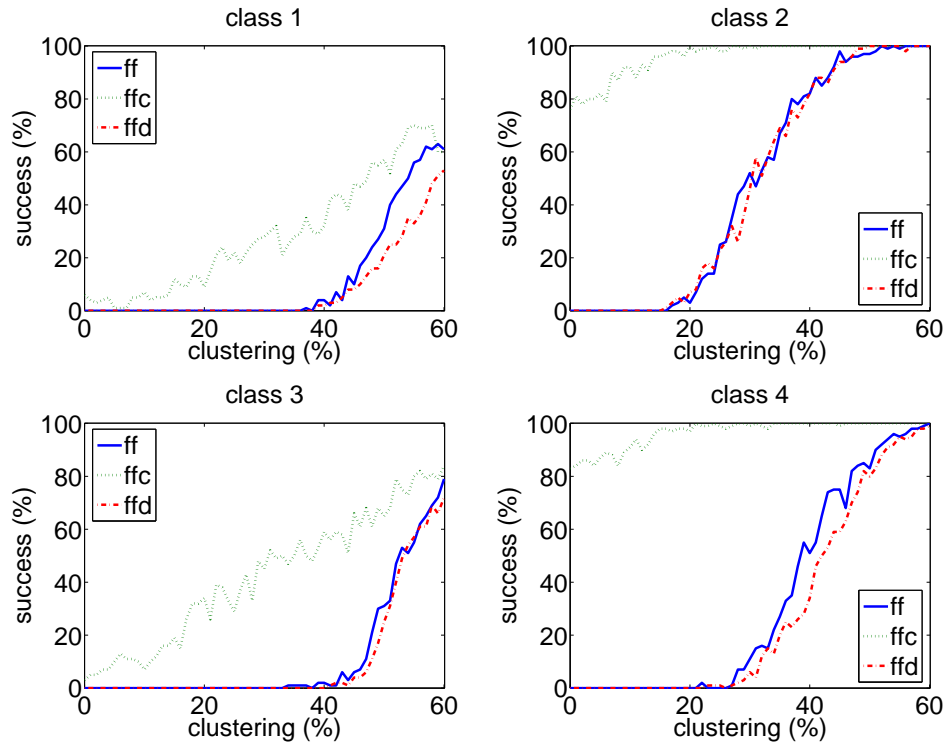 class 1
100
80
60
40
20
0
success (%)
ff
ffc
ffd
0 20 40 60
clustering (%)
class 2
100
80
60
40
20
0
success (%)
ff
ffc
ffd
0 20 40 60
clustering (%)
class 3
100
80
60
40
20
0
success (%)
ff
ffc
ffd
0 20 40 60
clustering (%)
class 4
100
80
60
40
20
0
success (%)
ff
ffc
ffd
0 20 40 60
clustering (%)